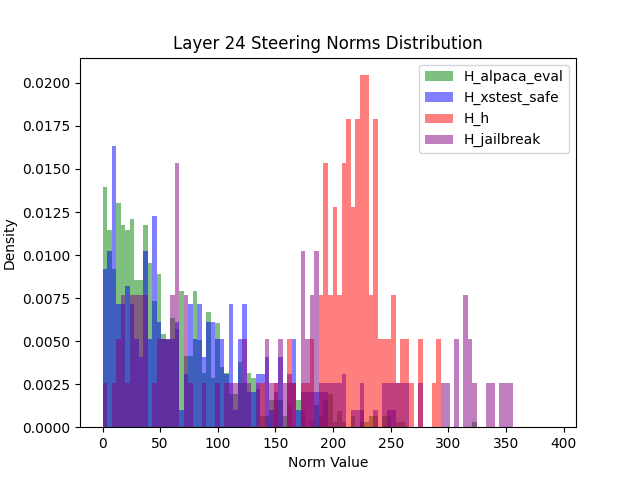 Layer 24 Steering Norms Distribution
H_alpaca_eval
H_xstest_safe
H_h
H_jailbreak
Density
0.0200
0.0175
0.0150
0.0125
0.0100
0.0075
0.0050
0.0025
0.0000
0 50 100 150 200 250 300 350 400
Norm Value